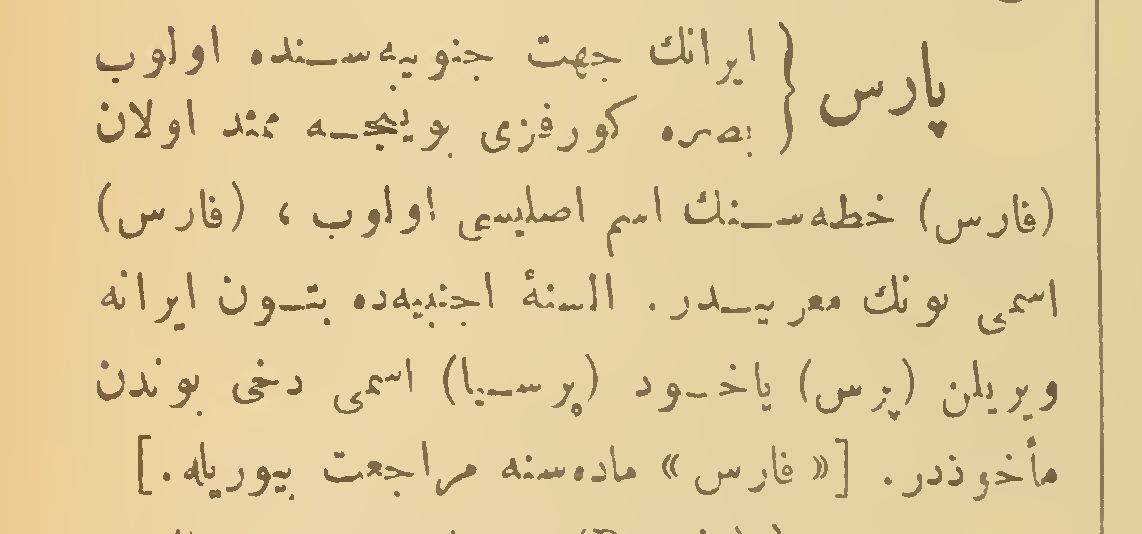 پارس { ایرانك جهت جنوبیه‌سنده اولوب
بصره كورفزی بویجه ممتد اولان
(فارس) خطه‌سنك اسم اصلیسی اولوب ، (فارس)
اسمی بونك معربیدر . السنهٔ اجنبیه‌ده بتون ایرانه
ویریلن (پرس) یاخود (پرسیا) اسمی دخی بوندن
مأخوذدر . [« فارس » ماده‌سنه مراجعت بیوریله .]